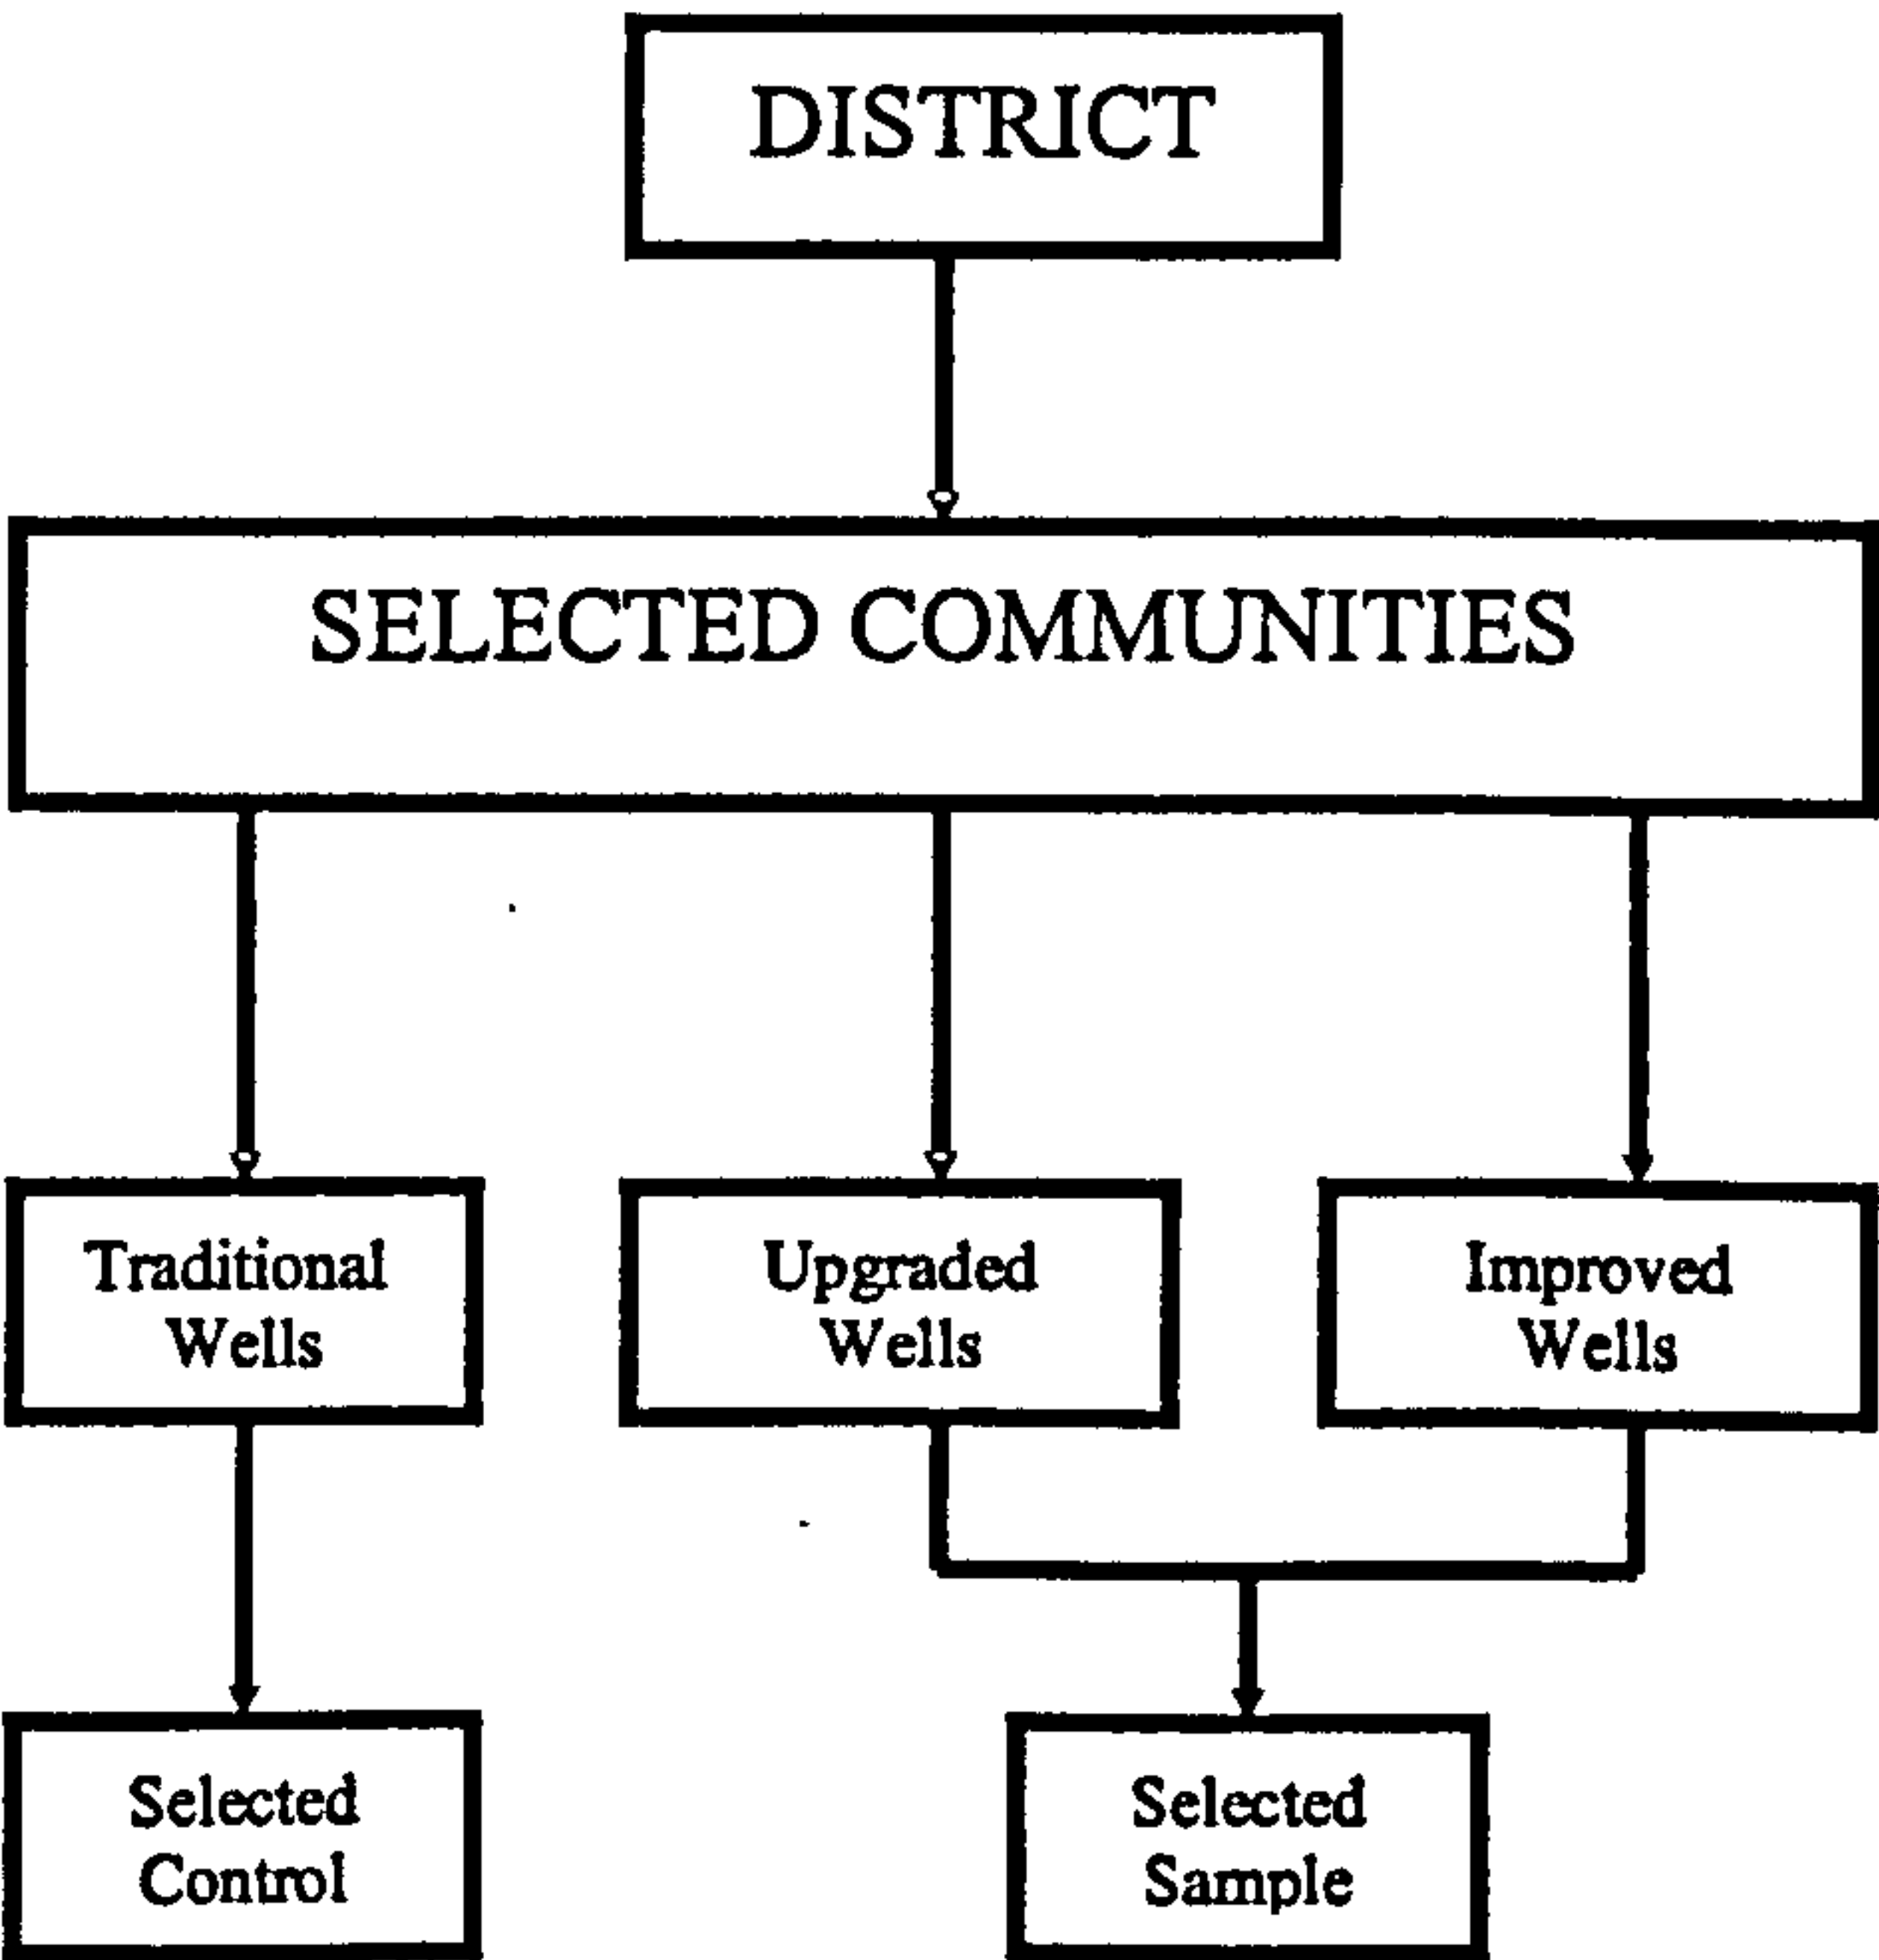 DISTRICT
SELECTED COMMUNITIES
Traditional
Wells
Upgraded
Wells
Improved
Wells
Selected
Control
Selected
Sample